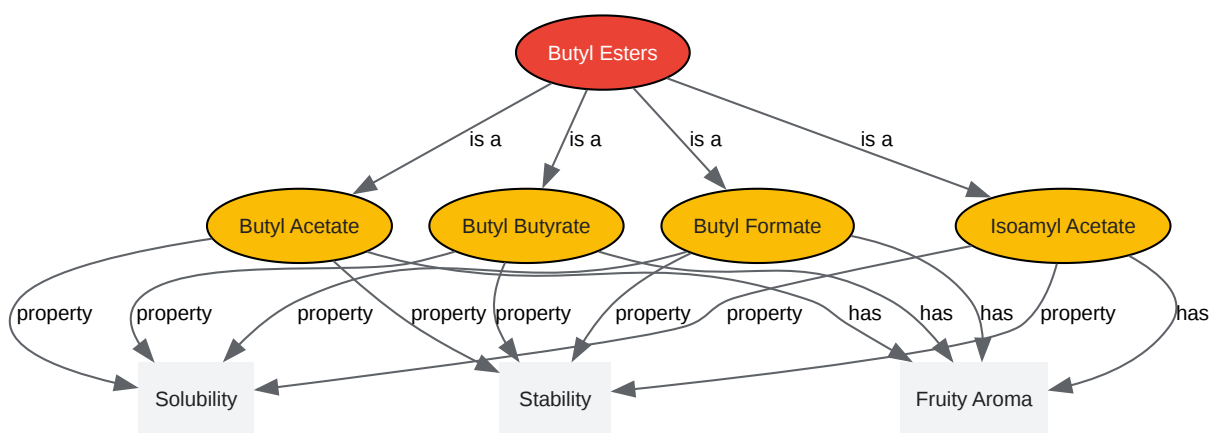 Butyl Esters
is a is a is a is a
Butyl Acetate Butyl Butyrate Butyl Formate Isoamyl Acetate
property property property property property property property has has has property has
Solubility Stability Fruity Aroma